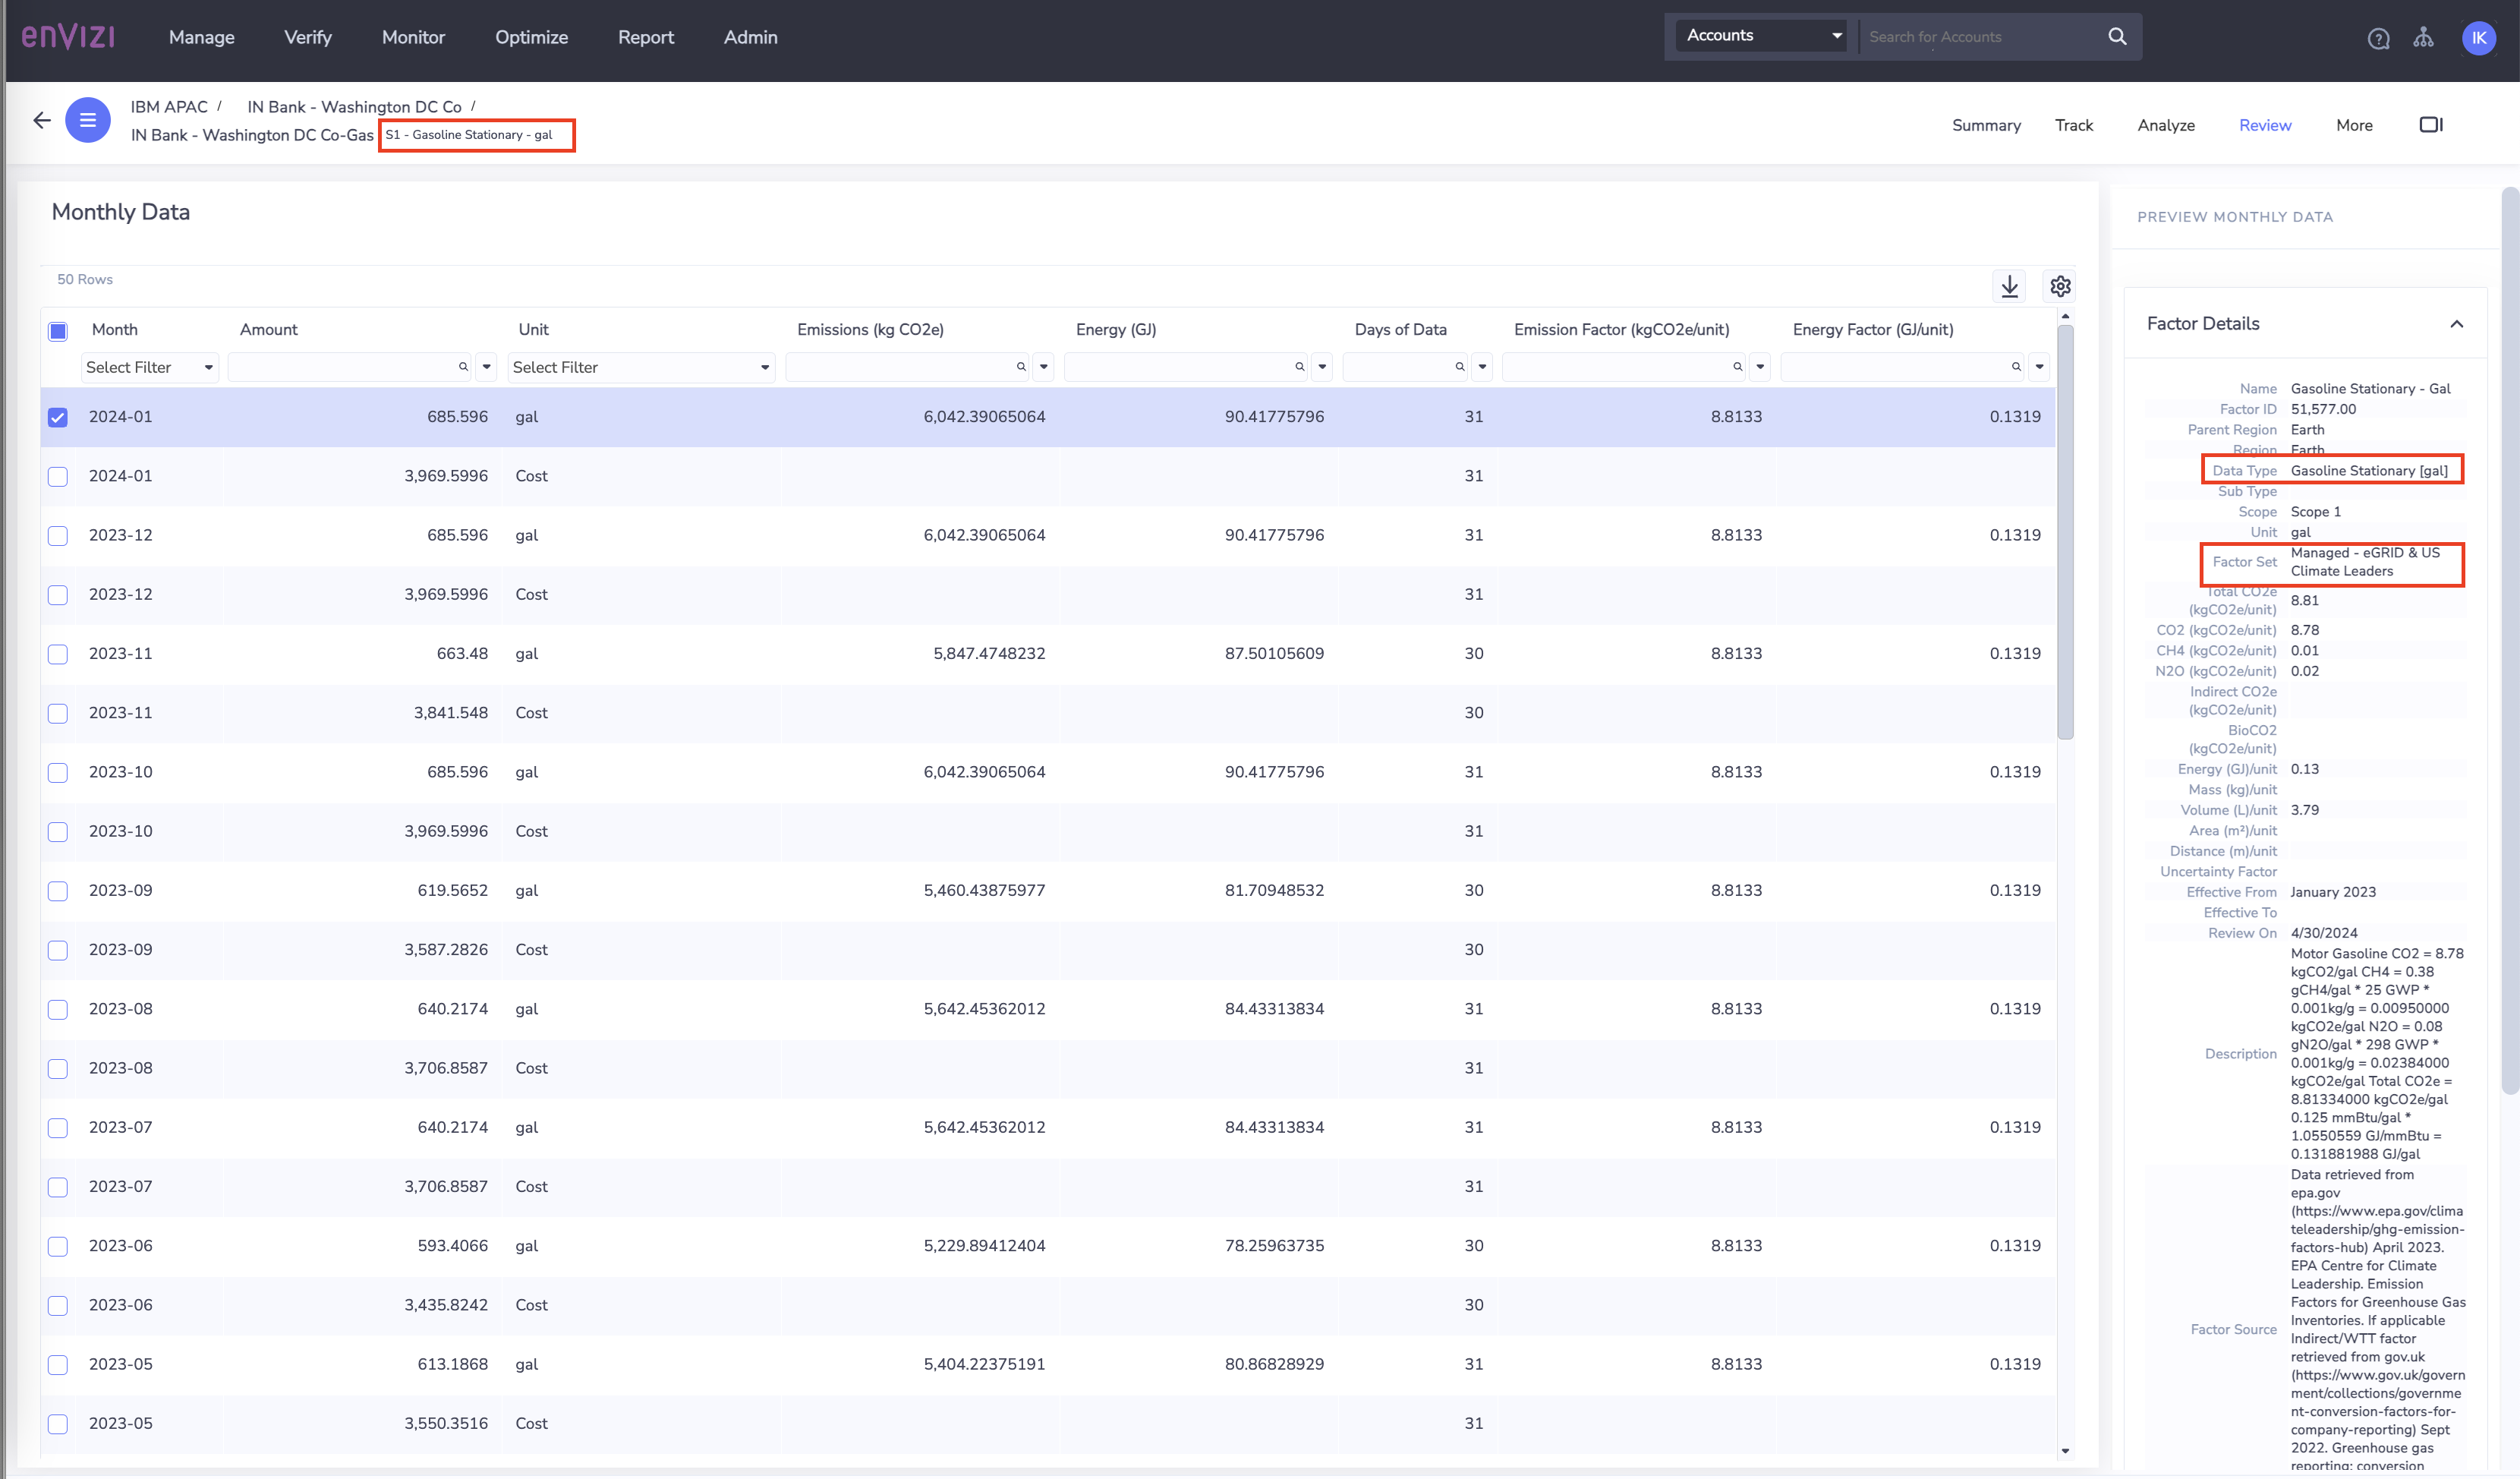 enVIZI
Manage Verify Monitor Optimize Report Admin
Accounts Search for Accounts
IK
IBM APAC / IN Bank - Washington DC Co /
IN Bank - Washington DC Co-Gas S1 - Gasoline Stationary - gal
Summary Track Analyze Review More
Monthly Data
50 Rows
Month Amount Unit Emissions (kg CO2e) Energy (GJ) Days of Data Emission Factor (kgCO2e/unit) Energy Factor (GJ/unit)
Select Filter Select Filter
2024-01 685.596 gal 6,042.39065064 90.41775796 31 8.8133 0.1319
2024-01 3,969.5996 Cost 31
2023-12 685.596 gal 6,042.39065064 90.41775796 31 8.8133 0.1319
2023-12 3,969.5996 Cost 31
2023-11 663.48 gal 5,847.4748232 87.50105609 30 8.8133 0.1319
2023-11 3,841.548 Cost 30
2023-10 685.596 gal 6,042.39065064 90.41775796 31 8.8133 0.1319
2023-10 3,969.5996 Cost 31
2023-09 619.5652 gal 5,460.43875977 81.70948532 30 8.8133 0.1319
2023-09 3,587.2826 Cost 30
2023-08 640.2174 gal 5,642.45362012 84.43313834 31 8.8133 0.1319
2023-08 3,706.8587 Cost 31
2023-07 640.2174 gal 5,642.45362012 84.43313834 31 8.8133 0.1319
2023-07 3,706.8587 Cost 31
2023-06 593.4066 gal 5,229.89412404 78.25963735 30 8.8133 0.1319
2023-06 3,435.8242 Cost 30
2023-05 613.1868 gal 5,404.22375191 80.86828929 31 8.8133 0.1319
2023-05 3,550.3516 Cost 31
PREVIEW MONTHLY DATA
Factor Details
Name Gasoline Stationary - Gal
Factor ID 51,577.00
Parent Region Earth
Region Earth
Data Type Gasoline Stationary [gal]
Sub Type
Scope Scope 1
Unit gal
Factor Set Managed - eGRID & US
Climate Leaders
Total CO2e
(kgCO2e/unit) 8.81
CO2 (kgCO2e/unit) 8.78
CH4 (kgCO2e/unit) 0.01
N2O (kgCO2e/unit) 0.02
Indirect CO2e
(kgCO2e/unit)
BioCO2
(kgCO2e/unit)
Energy (GJ)/unit 0.13
Mass (kg)/unit
Volume (L)/unit 3.79
Area (m²)/unit
Distance (m)/unit
Uncertainty Factor
Effective From January 2023
Effective To
Review On 4/30/2024
Description
Motor Gasoline CO2 = 8.78
kgCO2/gal CH4 = 0.38
gCH4/gal * 25 GWP *
0.001kg/g = 0.00950000
kgCO2e/gal N2O = 0.08
gN2O/gal * 298 GWP *
0.001kg/g = 0.02384000
kgCO2e/gal Total CO2e =
8.81334000 kgCO2e/gal
0.125 mmBtu/gal *
1.0550559 GJ/mmBtu =
0.131881988 GJ/gal
Factor Source
Data retrieved from
epa.gov
(https://www.epa.gov/clima
teleadership/ghg-emission-
factors-hub) April 2023.
EPA Centre for Climate
Leadership. Emission
Factors for Greenhouse Gas
Inventories. If applicable
Indirect/WTT factor
retrieved from gov.uk
(https://www.gov.uk/govern
ment/collections/governme
nt-conversion-factors-for-
company-reporting) Sept
2022. Greenhouse gas
reporting: conversion